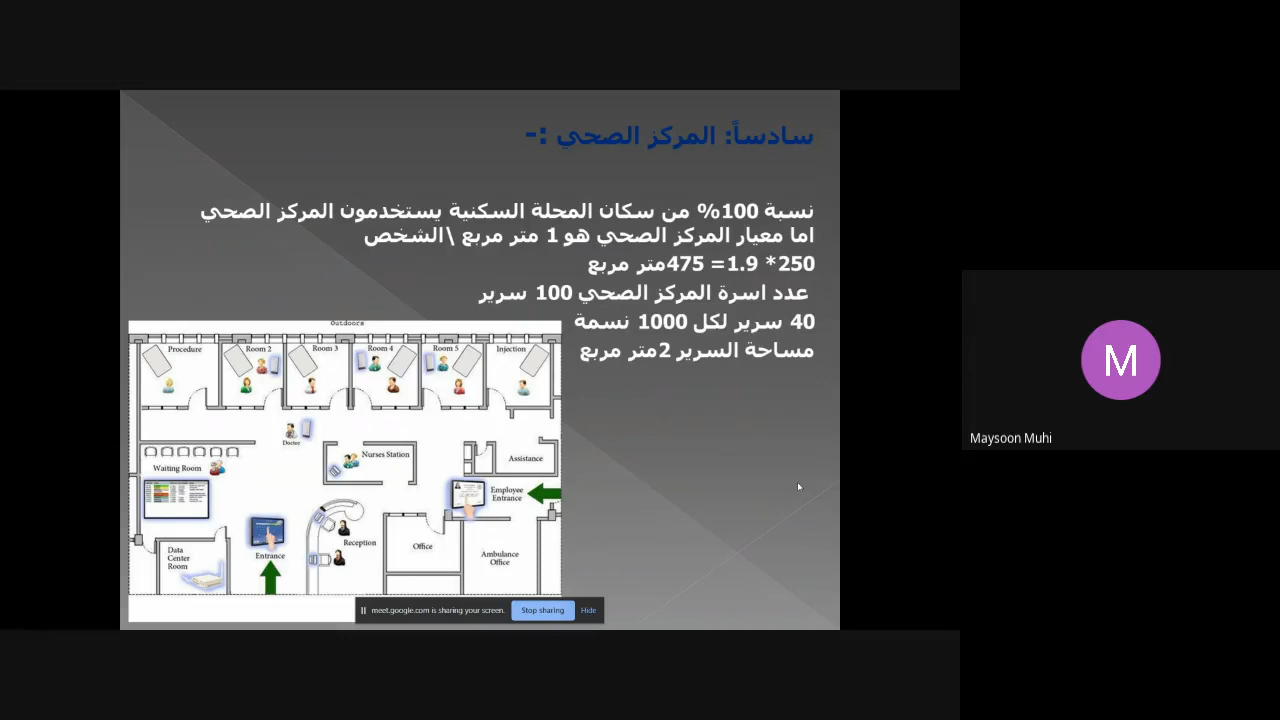 سادساً: المركز الصحي :-
نسبة 100% من سكان المحلة السكنية يستخدمون المركز الصحي
اما معيار المركز الصحي هو 1 متر مربع \الشخص
250* 1.9= 475متر مربع
عدد اسرة المركز الصحي 100 سرير
40 سرير لكل 1000 نسمة
مساحة السرير 2متر مربع
Outdoors
Procedure
Room 2
Room 3
Room 4
Room 5
Injection
Doctor
Nurses Station
Assistance
Waiting Room
Employee
Entrance
Data
Center
Room
Entrance
Reception
Office
Ambulance
Office
meet.google.com is sharing your screen.
Stop sharing
Hide
M
Maysoon Muhi